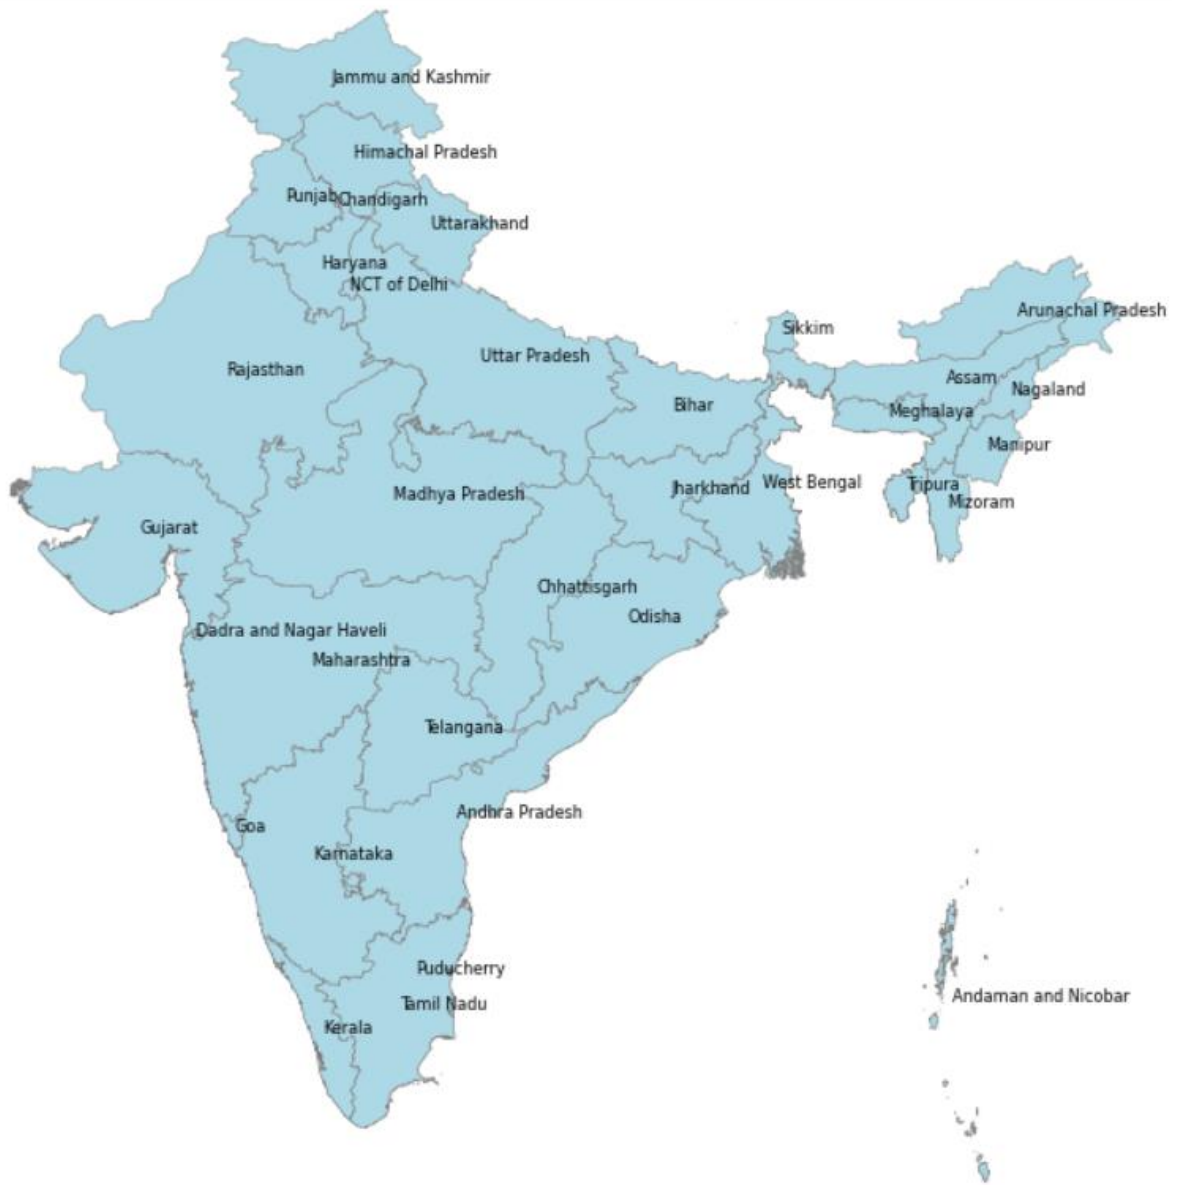 Jammu and Kashmir
Himachal Pradesh
Punjab
Chandigarh
Uttarakhand
Haryana
NCT of Delhi
Arunachal Pradesh
Sikkim
Uttar Pradesh
Rajasthan
Assam
Nagaland
Bihar
Meghalaya
Manipur
West Bengal
Tripura
Jharkhand
Madhya Pradesh
Mizoram
Gujarat
Chhattisgarh
Odisha
Dadra and Nagar Haveli
Maharashtra
Telangana
Andhra Pradesh
Goa
Karnataka
Puducherry
Andaman and Nicobar
Tamil Nadu
Kerala